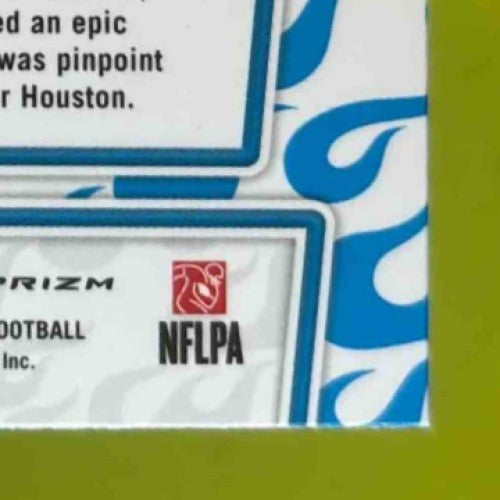 ed an epic
was pinpoint
r Houston.
PRIZM
OOTBALL
Inc.
NFLPA